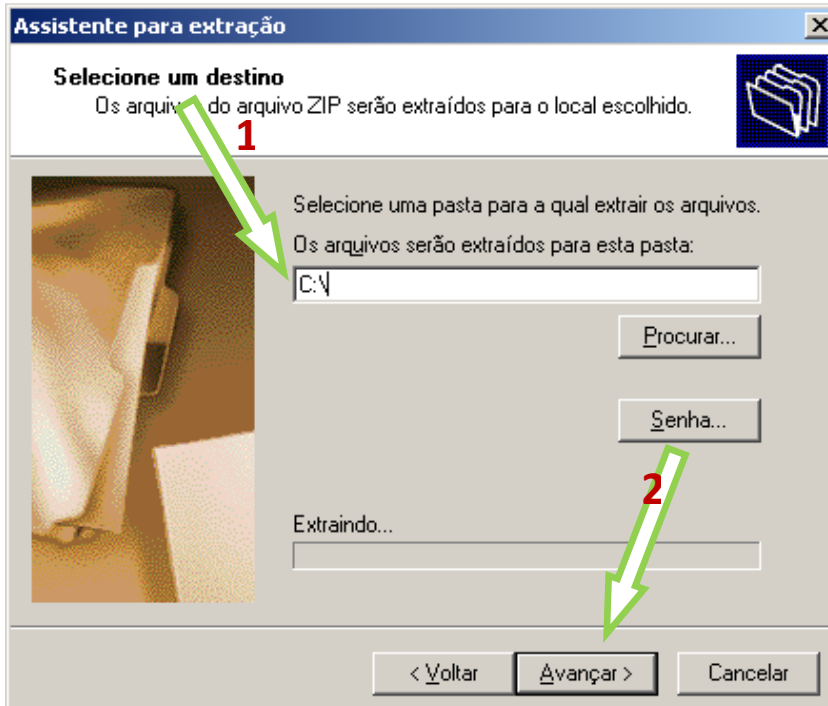 Assistente para extração
Selecione um destino
Os arquivos do arquivo ZIP serão extraídos para o local escolhido.
1
Selecione uma pasta para a qual extrair os arquivos.
Os arquivos serão extraídos para esta pasta:
C:\
Procurar...
Senha...
2
Extraindo...
< Voltar Avançar > Cancelar